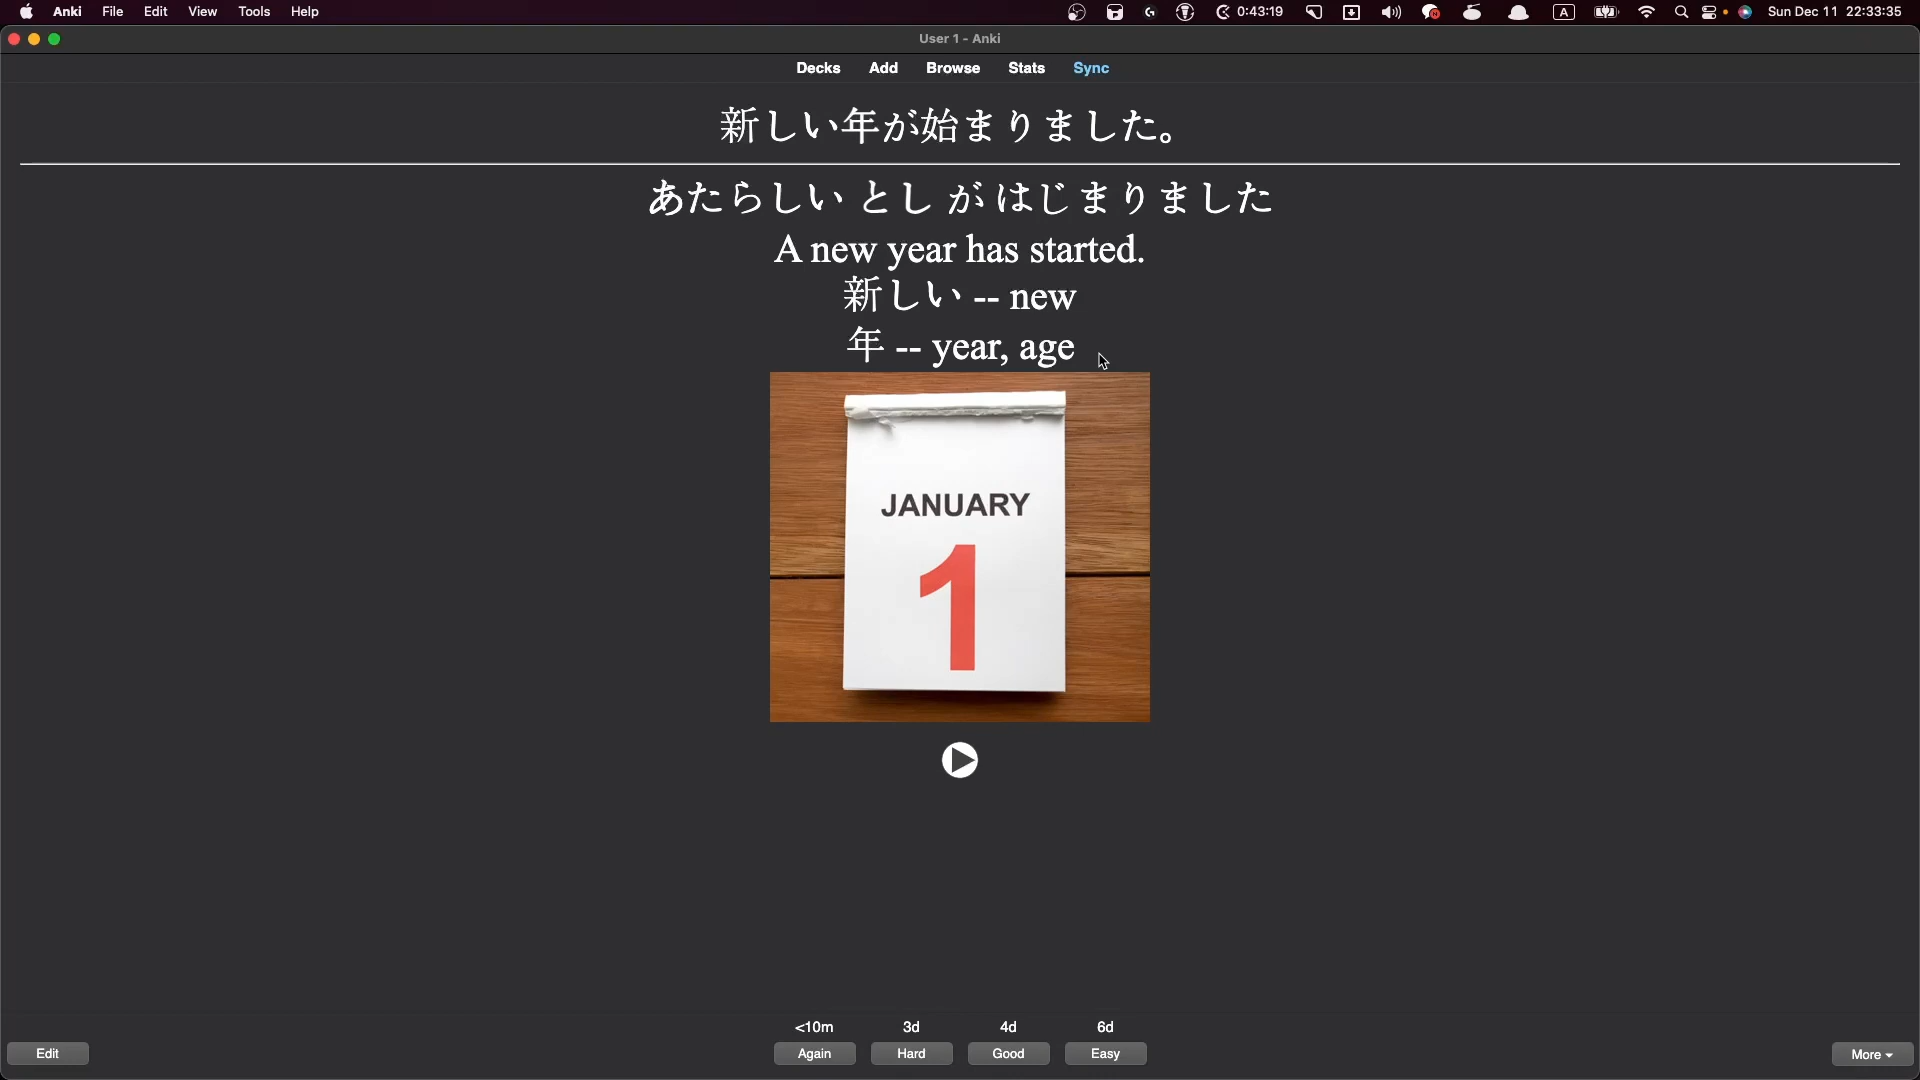 Anki File Edit View Tools Help 0:43:19 A Sun Dec 11 22:33:35
User 1 - Anki
Decks Add Browse Stats Sync
新しい年が始まりました。
あたらしい とし が はじまりました
A new year has started.
新しい -- new
年 -- year, age
JANUARY
1
<10m 3d 4d 6d
Edit Again Hard Good Easy More